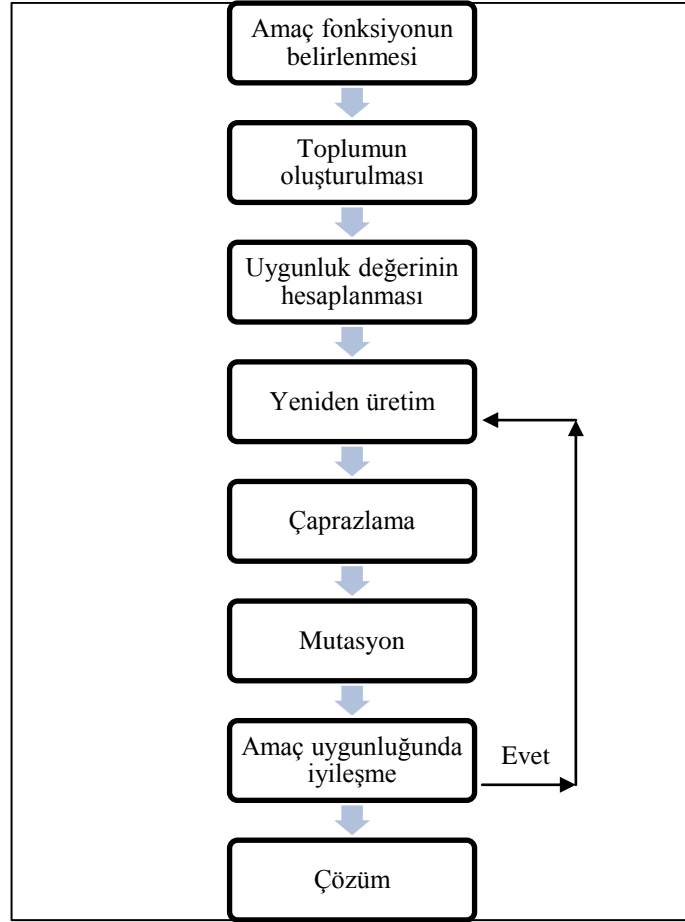 Amaç fonksiyonun
belirlenmesi
Toplumun
oluşturulması
Uygunluk değerinin
hesaplanması
Yeniden üretim
Çaprazlama
Mutasyon
Amaç uygunluğunda
iyileşme
Evet
Çözüm